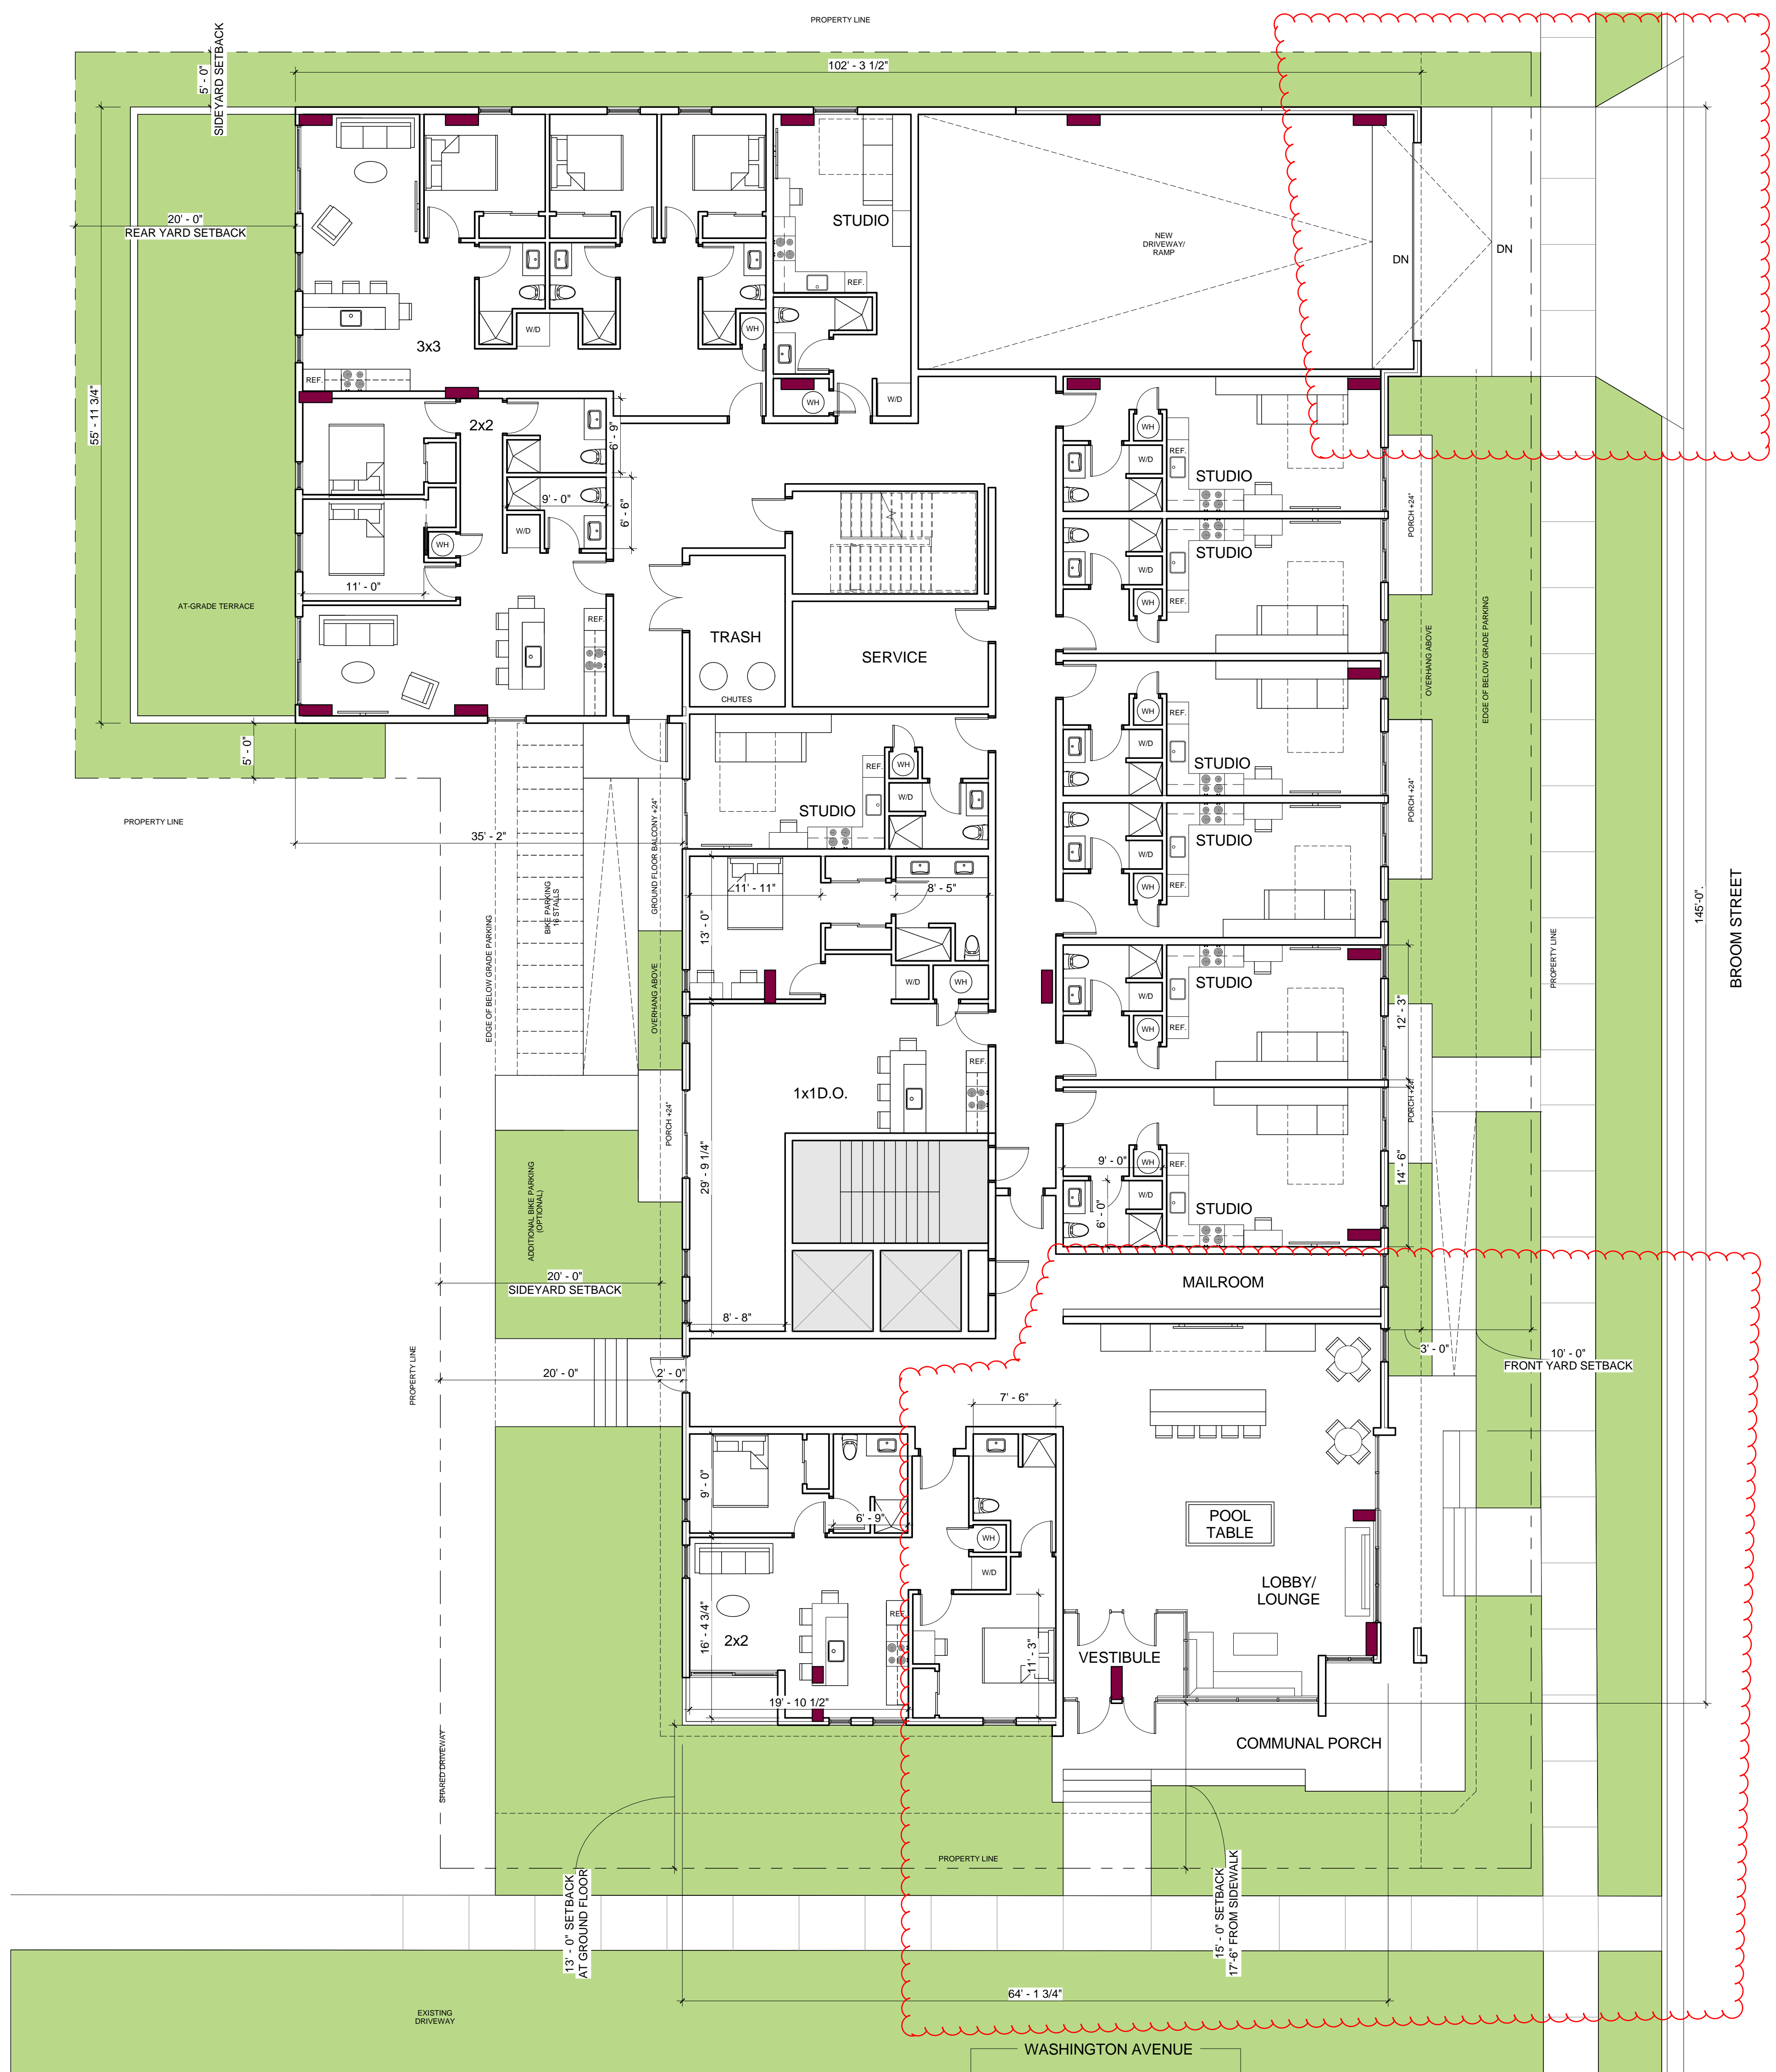 PROPERTY LINE
5' - 0"
SIDEYARD SETBACK
102' - 3 1/2"
20' - 0"
REAR YARD SETBACK
STUDIO
NEW
DRIVEWAY/
RAMP
DN
DN
REF.
W/D
WH
3x3
REF.
WH
W/D
55' - 11 3/4"
2x2
6' - 9"
9' - 0"
6' - 6"
W/D
WH
11' - 0"
AT-GRADE TERRACE
REF.
TRASH
CHUTES
SERVICE
WH
REF.
W/D
STUDIO
STUDIO
W/D
WH
REF.
PORCH +24"
OVERHANG ABOVE
EDGE OF BELOW GRADE PARKING
WH
REF.
W/D
STUDIO
STUDIO
W/D
WH
REF.
PORCH +24"
5' - 0"
PROPERTY LINE
35' - 2"
EDGE OF BELOW GRADE PARKING
BIKE PARKING
16 STALLS
GROUND FLOOR BALCONY +24"
OVERHANG ABOVE
PORCH +24"
REF.
WH
W/D
STUDIO
11' - 11"
8' - 5"
13' - 0"
W/D
WH
REF.
1x1D.O.
29' - 9 1/4"
8' - 8"
STUDIO
W/D
WH
REF.
12' - 3"
PORCH +24"
14' - 6"
9' - 0"
WH
REF.
W/D
6' - 0"
STUDIO
PROPERTY LINE
145'-0".
BROOM STREET
ADDITIONAL BIKE PARKING
(OPTIONAL)
20' - 0"
SIDEYARD SETBACK
MAILROOM
3' - 0"
10' - 0"
FRONT YARD SETBACK
PROPERTY LINE
20' - 0"
2' - 0"
7' - 6"
9' - 0"
6' - 9"
WH
W/D
POOL
TABLE
LOBBY/
LOUNGE
REF.
2x2
16' - 4 3/4"
19' - 10 1/2"
11' - 3"
VESTIBULE
COMMUNAL PORCH
SHARED DRIVEWAY
PROPERTY LINE
13' - 0" SETBACK
AT GROUND FLOOR
15' - 0" SETBACK
17'-6" FROM SIDEWALK
64' - 1 3/4"
EXISTING
DRIVEWAY
WASHINGTON AVENUE